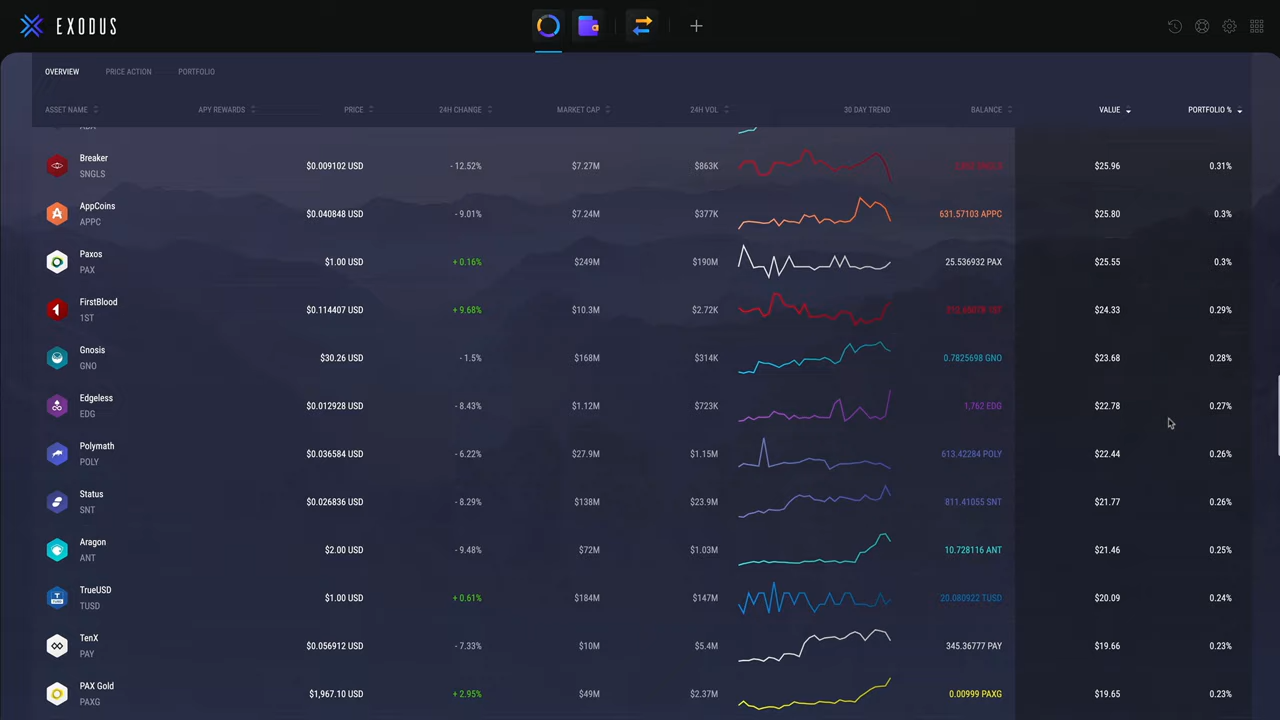 EXODUS
OVERVIEW PRICE ACTION PORTFOLIO
ASSET NAME APY REWARDS PRICE 24H CHANGE MARKET CAP 24H VOL 30 DAY TREND BALANCE VALUE PORTFOLIO %
Breaker
SNGLS $0.009102 USD - 12.52% $7.27M $863K $25.96 0.31%
AppCoins
APPC $0.040848 USD - 9.01% $7.24M $377K 631.57103 APPC $25.80 0.3%
Paxos
PAX $1.00 USD + 0.16% $249M $190M 25.536932 PAX $25.55 0.3%
FirstBlood
1ST $0.114407 USD + 9.68% $10.3M $2.72K $24.33 0.29%
Gnosis
GNO $30.26 USD - 1.5% $168M $314K 0.7825698 GNO $23.68 0.28%
Edgeless
EDG $0.012928 USD - 8.43% $1.12M $723K 1,762 EDG $22.78 0.27%
Polymath
POLY $0.036584 USD - 6.22% $27.9M $1.15M 613.42284 POLY $22.44 0.26%
Status
SNT $0.026836 USD - 8.29% $138M $23.9M 811.41055 SNT $21.77 0.26%
Aragon
ANT $2.00 USD - 9.48% $72M $1.03M 10.728116 ANT $21.46 0.25%
TrueUSD
TUSD $1.00 USD + 0.61% $184M $147M 20.080922 TUSD $20.09 0.24%
TenX
PAY $0.056912 USD - 7.33% $10M $5.4M 345.36777 PAY $19.66 0.23%
PAX Gold
PAXG $1,967.10 USD + 2.95% $49M $2.37M 0.00999 PAXG $19.65 0.23%